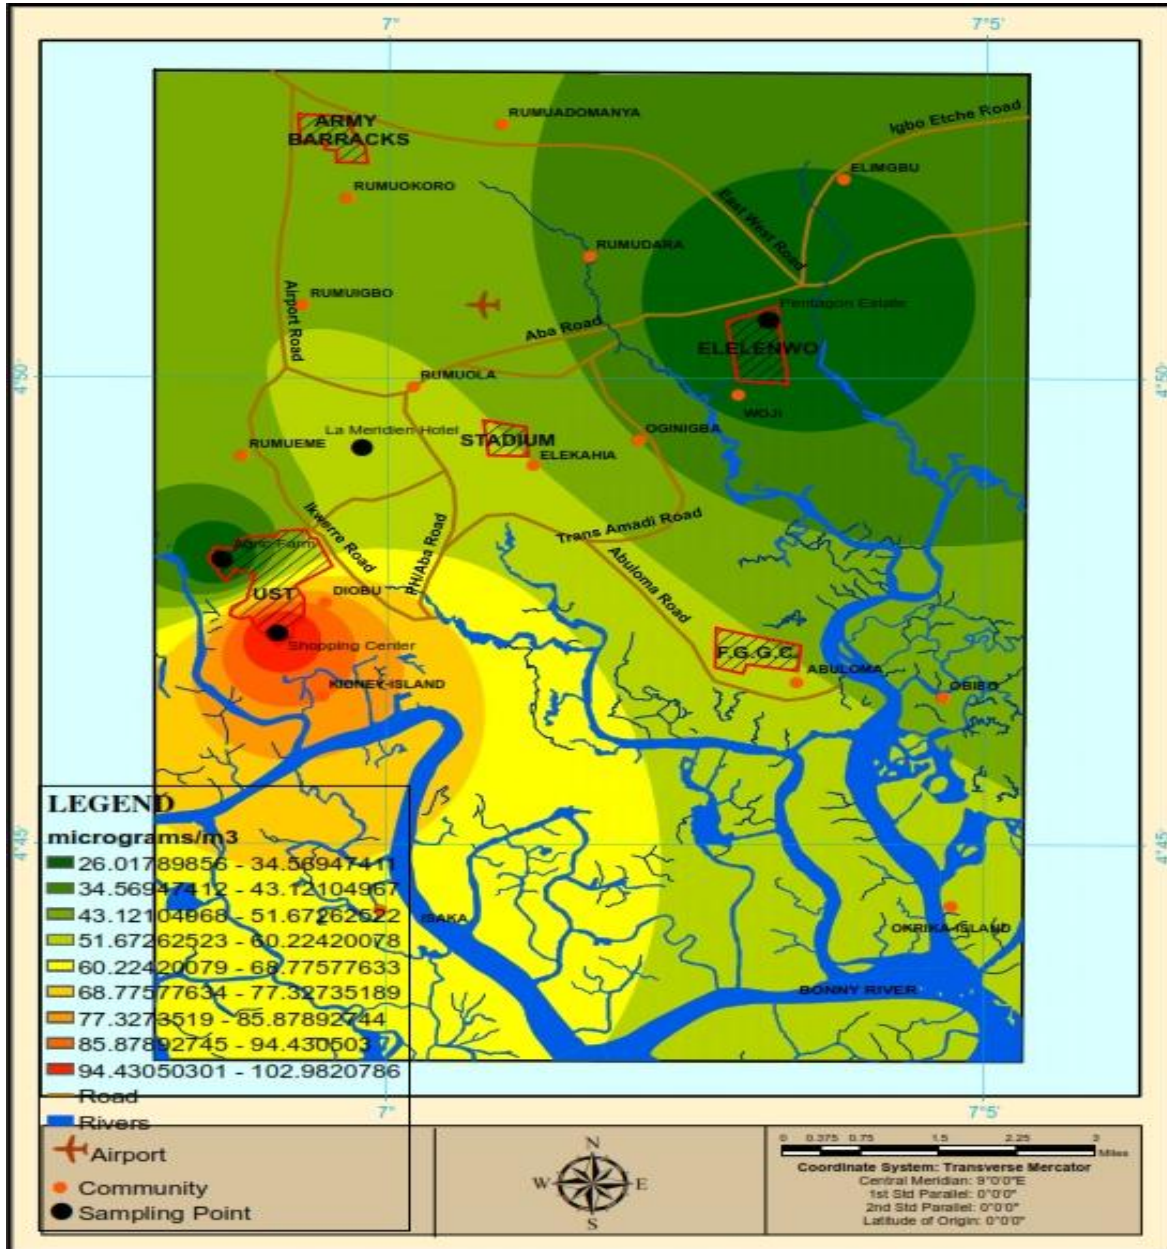 7°
7°5'
ARMY
BARRACKS
RUMUADOMANYA
Igbo Etche Road
ELIMGBU
RUMUOKORO
East West Road
RUMUDARA
Airport Road
RUMUIGBO
Pentagon Estate
Aba Road
ELELENWO
4°50'
4°50'
RUMUOLA
WOJI
La Meridien Hotel
STADIUM
OGINIGBA
RUMUEME
ELEKAHIA
Ikwerre Road
PH/Aba Road
Trans Amadi Road
Agric Farm
Abuloma Road
UST
DIOBU
Shopping Center
F.G.G.C.
ABULOMA
KIDNEY-ISLAND
OBIBO
4°45'
4°45'
ISAKA
OKRIKA-ISLAND
BONNY RIVER
LEGEND
micrograms/m3
26.01789856 - 34.56947411
34.56947412 - 43.12104967
43.12104968 - 51.67262522
51.67262523 - 60.22420078
60.22420079 - 68.77577633
68.77577634 - 77.32735189
77.3273519 - 85.87892744
85.87892745 - 94.430503
94.43050301 - 102.9820786
Road
Rivers
Airport
Community
Sampling Point
7°
7°5'
N
W
E
S
0 0.375 0.75 1.5 2.25 3
Miles
Coordinate System: Transverse Mercator
Central Meridian: 9°0'0"E
1st Std Parallel: 0°0'0"
2nd Std Parallel: 0°0'0"
Latitude of Origin: 0°0'0"